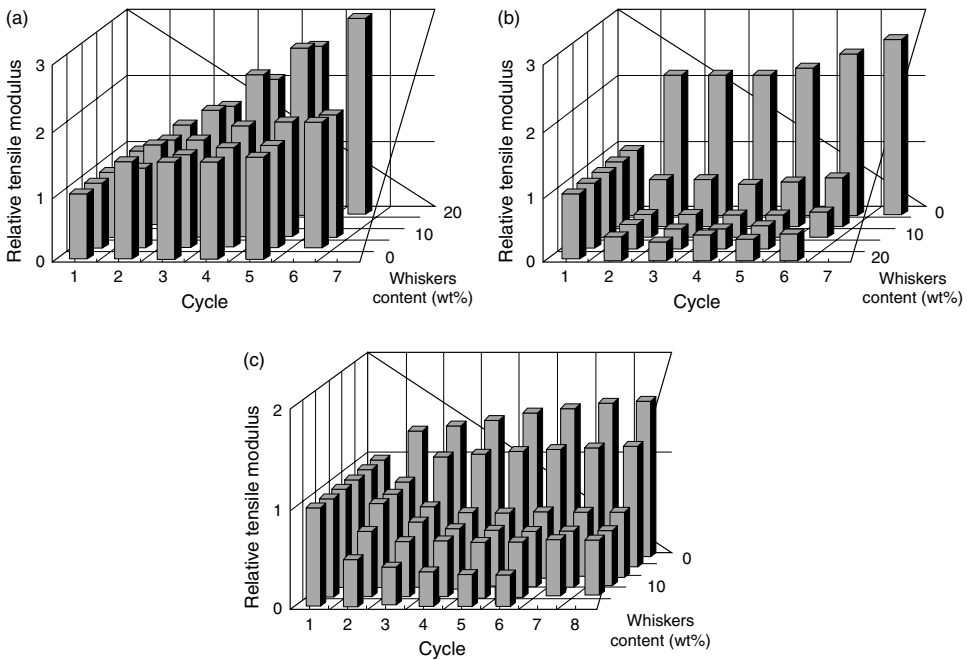 (a)
Relative tensile modulus
3
2
1
0
1 2 3 4 5 6 7
Cycle
20
10
0
Whiskers
content (wt%)
(b)
Relative tensile modulus
3
2
1
0
1 2 3 4 5 6 7
Cycle
0
10
20
Whiskers
content (wt%)
(c)
Relative tensile modulus
2
1
0
1 2 3 4 5 6 7 8
Cycle
0
10
Whiskers
content (wt%)